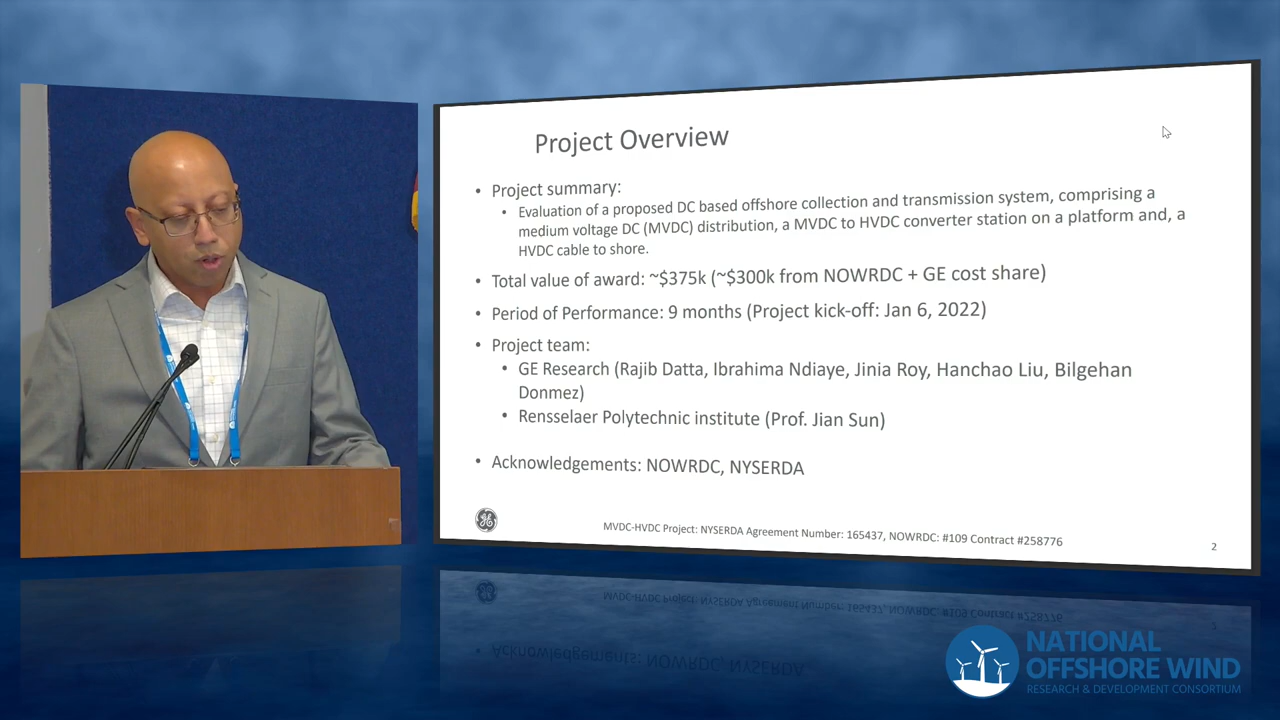 Project Overview
• Project summary:
• Evaluation of a proposed DC based offshore collection and transmission system, comprising a
medium voltage DC (MVDC) distribution, a MVDC to HVDC converter station on a platform and, a
HVDC cable to shore.
• Total value of award: ~$375k (~$300k from NOWRDC + GE cost share)
• Period of Performance: 9 months (Project kick-off: Jan 6, 2022)
• Project team:
• GE Research (Rajib Datta, Ibrahima Ndiaye, Jinia Roy, Hanchao Liu, Bilgehan
Donmez)
• Rensselaer Polytechnic institute (Prof. Jian Sun)
• Acknowledgements: NOWRDC, NYSERDA
MVDC-HVDC Project: NYSERDA Agreement Number: 165437, NOWRDC: #109 Contract #258776
2
NATIONAL
OFFSHORE WIND
RESEARCH & DEVELOPMENT CONSORTIUM